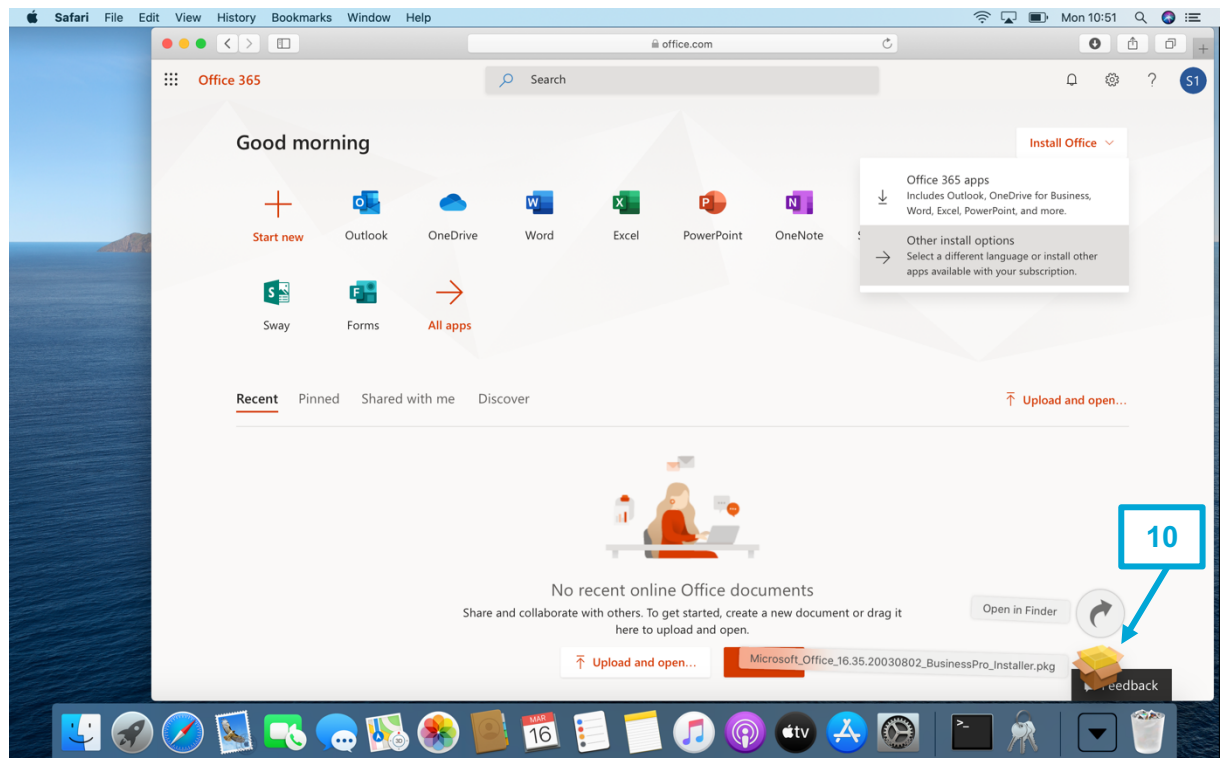 Safari File Edit View History Bookmarks Window Help Mon 10:51
office.com
Office 365
Search
S1
Good morning
Install Office
Office 365 apps
Includes Outlook, OneDrive for Business,
Word, Excel, PowerPoint, and more.
Other install options
Select a different language or install other
apps available with your subscription.
Start new
Outlook
OneDrive
Word
Excel
PowerPoint
OneNote
Sway
Forms
All apps
Recent Pinned Shared with me Discover
Upload and open...
10
No recent online Office documents
Share and collaborate with others. To get started, create a new document or drag it
here to upload and open.
Open in Finder
Upload and open...
Microsoft_Office_16.35.20030802_BusinessPro_Installer.pkg
MAR
16
tv